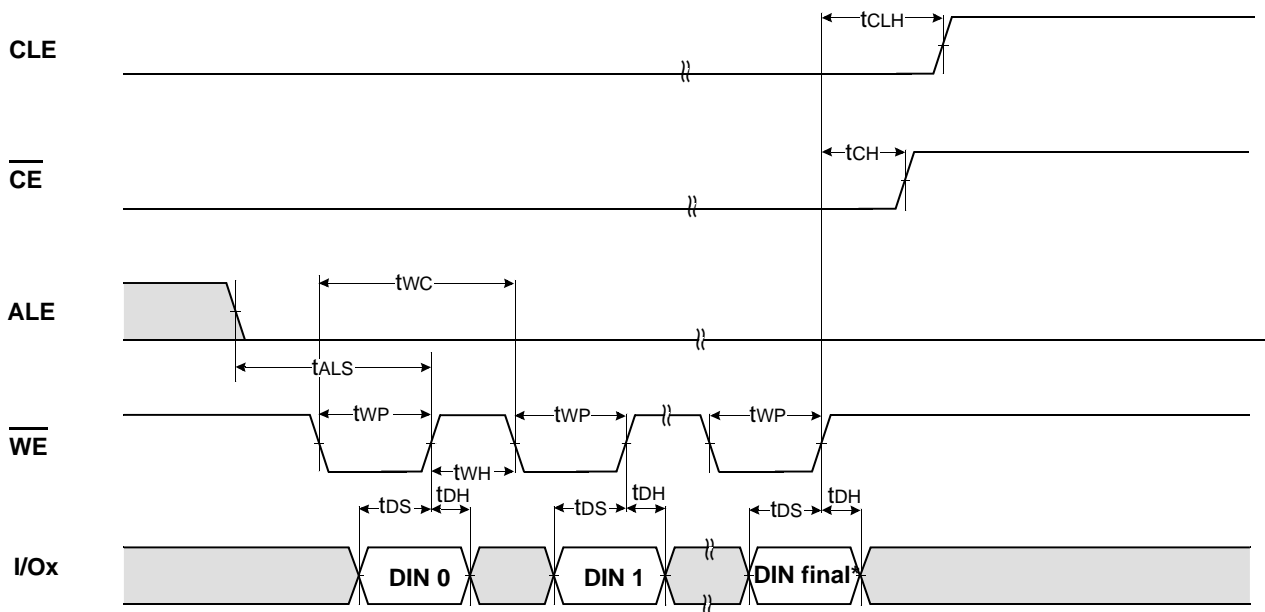 tCLH
CLE
tCH
CE
tWC
ALE
tALS
tWP tWP tWP
WE
tWH
tDS tDH tDS tDH tDS tDH
I/Ox DIN 0 DIN 1 DIN final*